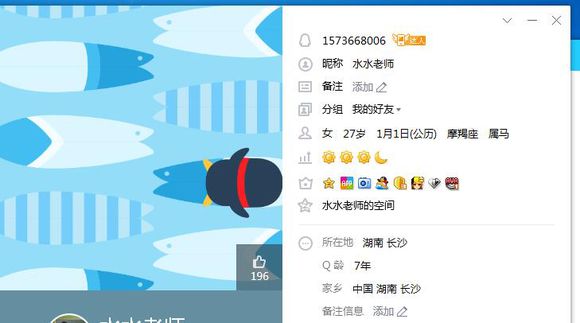 1573668006 达人
昵称 水水老师
备注 添加
分组 我的好友
女 27岁 1月1日(公历) 摩羯座 属马
水水老师的空间
196
所在地 湖南 长沙
Q 龄 7年
家乡 中国 湖南 长沙
备注信息 添加
水水老师